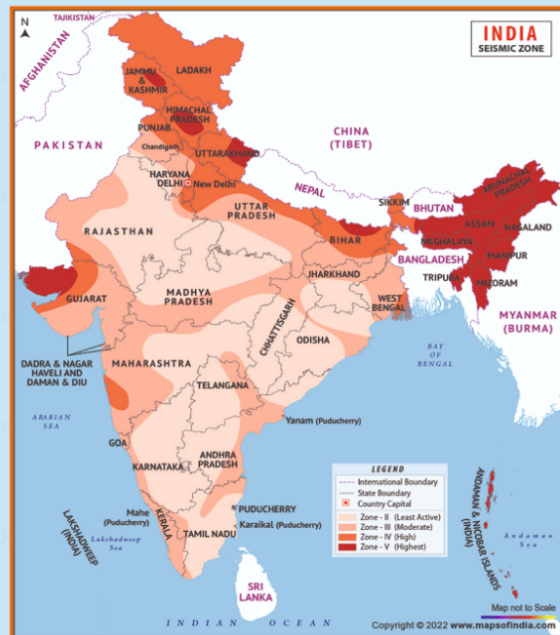 TAJIKISTAN
N
INDIA
SEISMIC ZONE
AFGHANISTAN
LADAKH
JAMMU
&
KASHMIR
HIMACHAL
PRADESH
PUNJAB
Chandigarh
UTTARAKHAND
PAKISTAN
CHINA
(TIBET)
HARYANA
DELHI
New Delhi
NEPAL
UTTAR
PRADESH
RAJASTHAN
SIKKIM
BHUTAN
ARUNACHAL PRADESH
ASSAM
NAGALAND
BIHAR
MEGHALAYA
MANIPUR
BANGLADESH
TRIPURA
MIZORAM
JHARKHAND
WEST
BENGAL
MYANMAR
(BURMA)
GUJARAT
MADHYA
PRADESH
CHHATTISGARH
ODISHA
DADRA & NAGAR
HAVELI AND
DAMAN & DIU
MAHARASHTRA
BAY
OF
BENGAL
TELANGANA
ARABIAN
SEA
Yanam (Puducherry)
GOA
KARNATAKA
ANDHRA
PRADESH
LEGEND
International Boundary
State Boundary
Country Capital
Zone - II (Least Active)
Zone - III (Moderate)
Zone - IV (High)
Zone - V (Highest)
ANDAMAN & NICOBAR ISLANDS
(INDIA)
Andaman
Sea
PUDUCHERRY
Karaikal (Puducherry)
Mahe
(Puducherry)
LAKSHADWEEP
(INDIA)
Lakshadweep
Sea
KERALA
TAMIL NADU
SRI
LANKA
Map not to Scale
INDIAN OCEAN
Copyright © 2022 www.mapsofindia.com